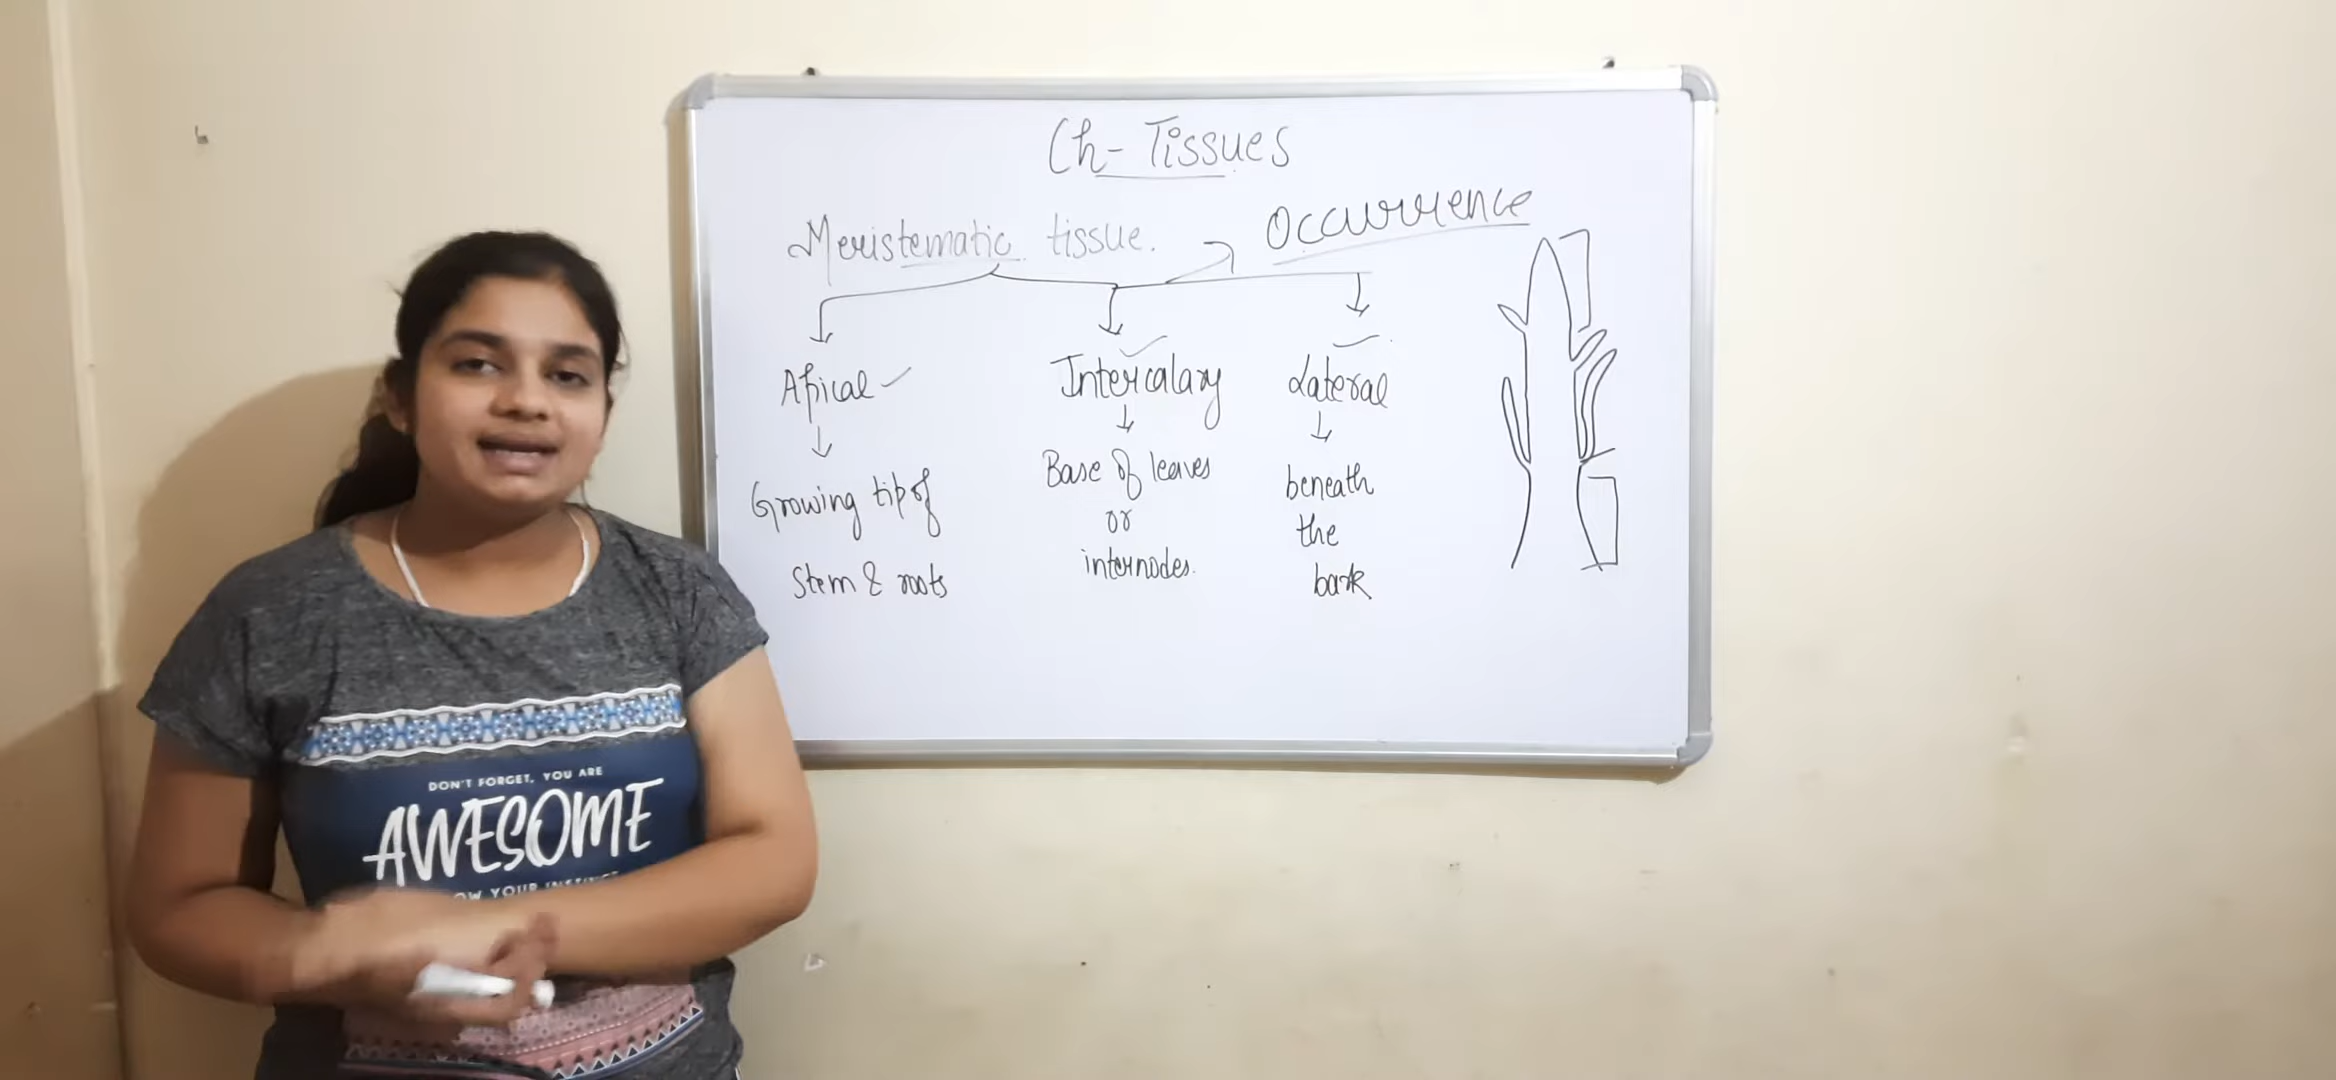 Ch- Tissues
Meristematic tissue.
Occurrence
Apical
Intercalary
Lateral
Growing tip of
Stem & roots
Base of leaves
or
internodes.
beneath
the
bark
DON'T FORGET, YOU ARE
AWESOME
YOUR